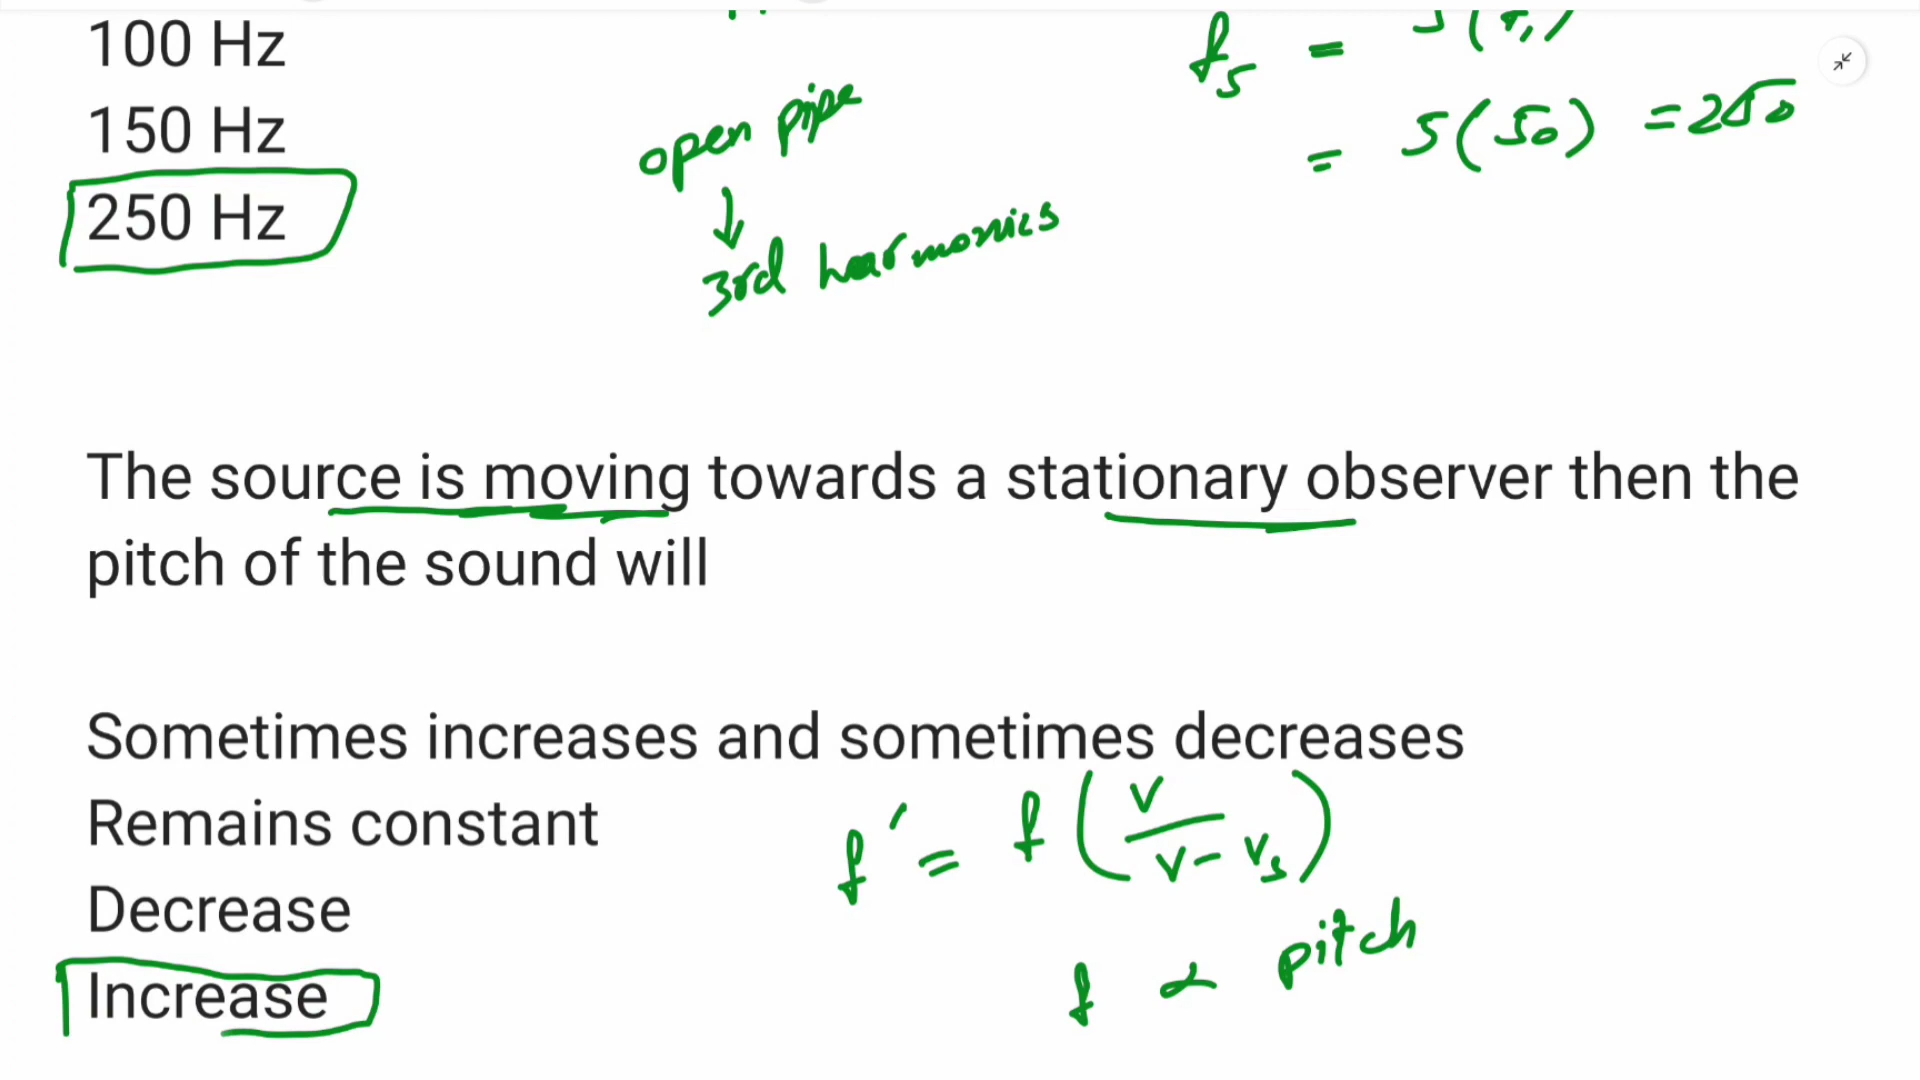 100 Hz
150 Hz
250 Hz
open pipe
↓
3rd harmonics
f₅ =
= 5(50) = 250
The source is moving towards a stationary observer then the
pitch of the sound will
Sometimes increases and sometimes decreases
Remains constant
Decrease
Increase
f′ = f(v/v-vₛ)
f ∝ pitch